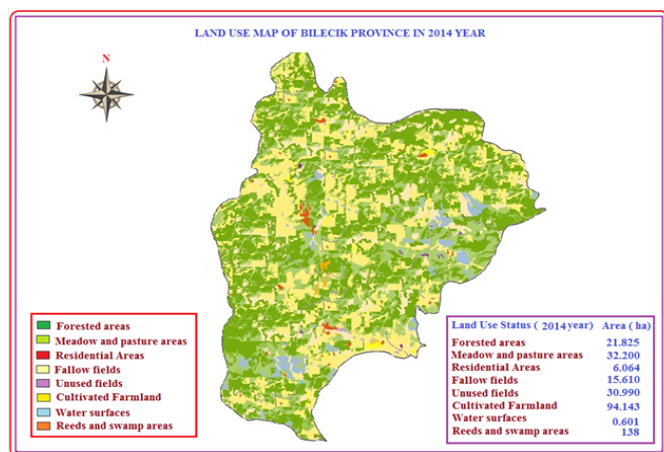 LAND USE MAP OF BILECIK PROVINCE IN 2014 YEAR
N
Forested areas
Meadow and pasture areas
Residential Areas
Fallow fields
Unused fields
Cultivated Farmland
Water surfaces
Reeds and swamp areas
Land Use Status ( 2014 year) Area ( ha)
Forested areas 21.825
Meadow and pasture areas 32.200
Residential Areas 6.064
Fallow fields 15.610
Unused fields 30.990
Cultivated Farmland 94.143
Water surfaces 0.601
Reeds and swamp areas 138